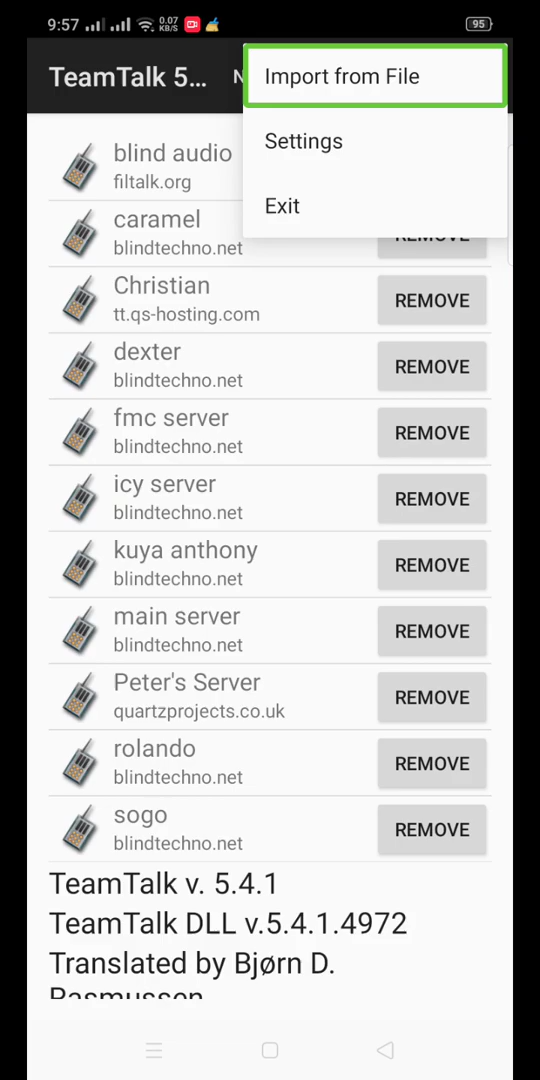 9:57
0.07
KB/S
95
TeamTalk 5... N
Import from File
Settings
Exit
blind audio
filtalk.org
caramel
blindtechno.net
REMOVE
Christian
tt.qs-hosting.com
REMOVE
dexter
blindtechno.net
REMOVE
fmc server
blindtechno.net
REMOVE
icy server
blindtechno.net
REMOVE
kuya anthony
blindtechno.net
REMOVE
main server
blindtechno.net
REMOVE
Peter's Server
quartzprojects.co.uk
REMOVE
rolando
blindtechno.net
REMOVE
sogo
blindtechno.net
REMOVE
TeamTalk v. 5.4.1
TeamTalk DLL v.5.4.1.4972
Translated by Bjørn D.
Rasmussen